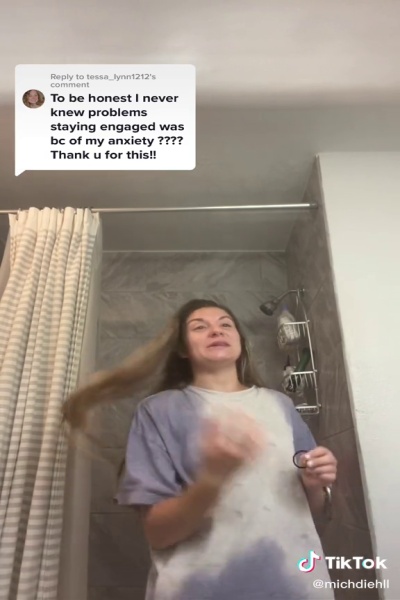 Reply to tessa_lynn1212's
comment
To be honest I never
knew problems
staying engaged was
bc of my anxiety ????
Thank u for this!!
TikTok
@michdiehll